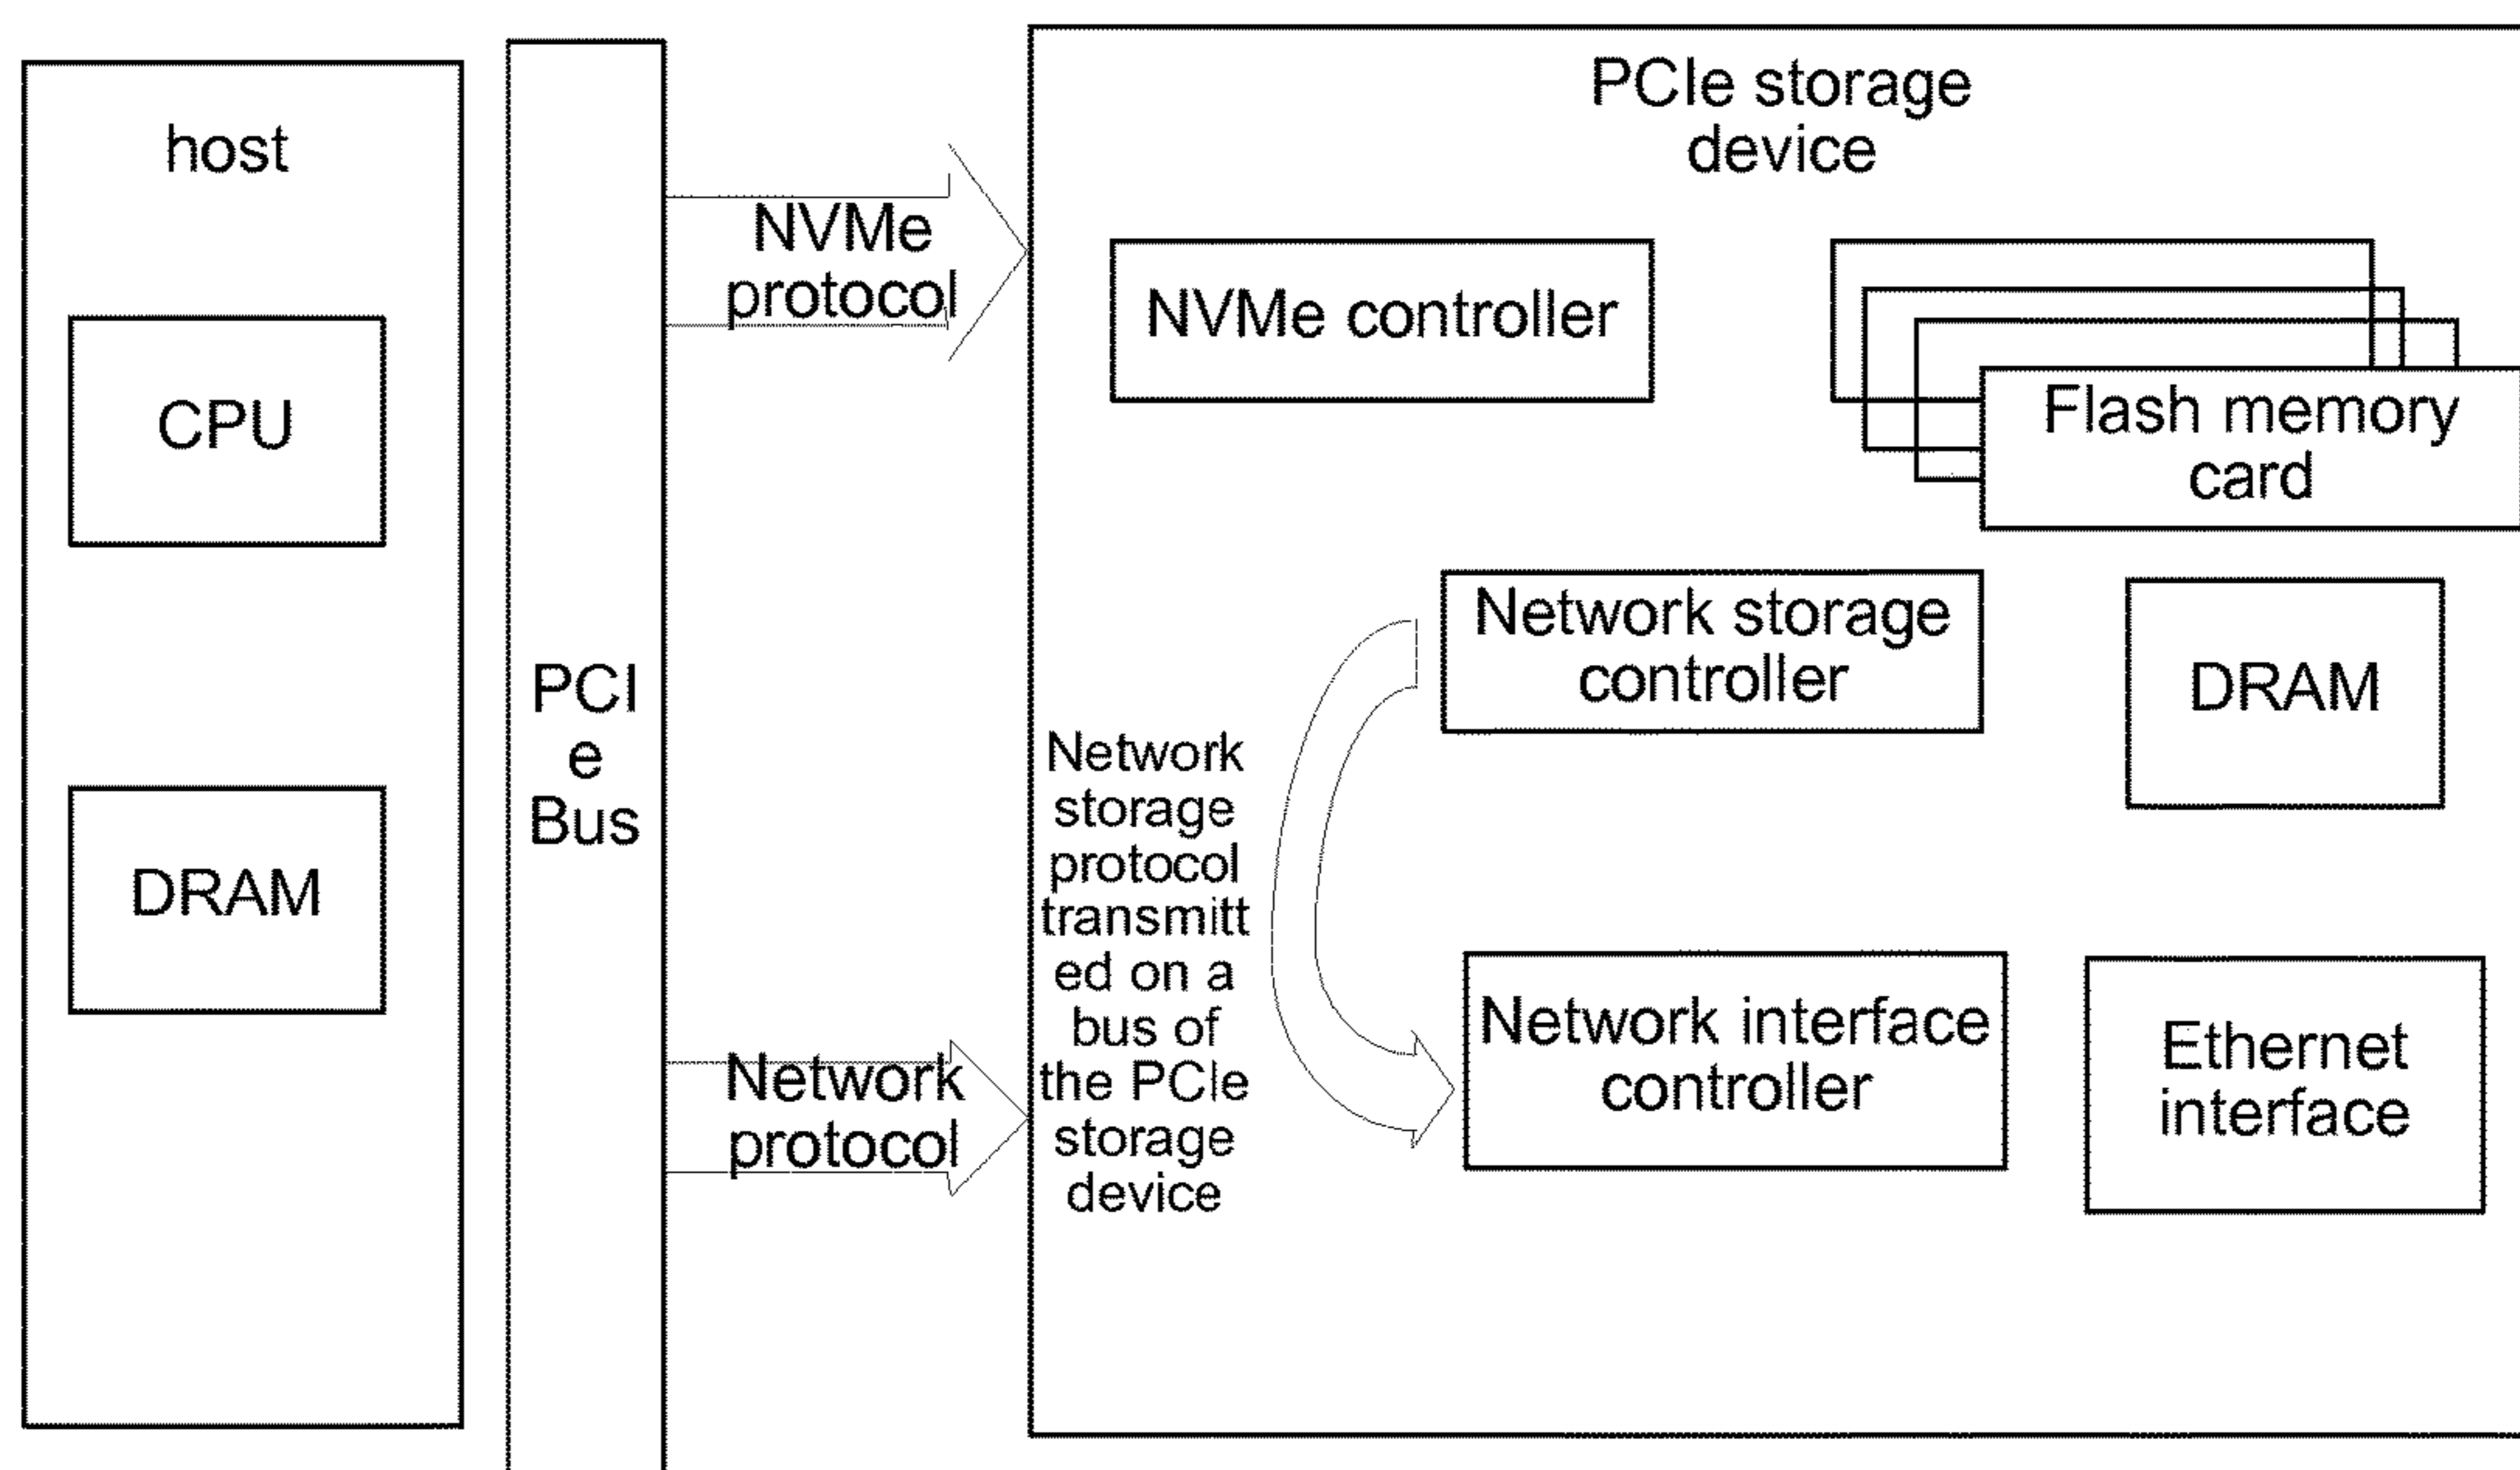 host
CPU
DRAM
PCI
e
Bus
NVMe
protocol
Network
protocol
PCIe storage
device
NVMe controller
Flash memory
card
Network storage
controller
DRAM
Network
storage
protocol
transmitt
ed on a
bus of
the PCIe
storage
device
Network interface
controller
Ethernet
interface